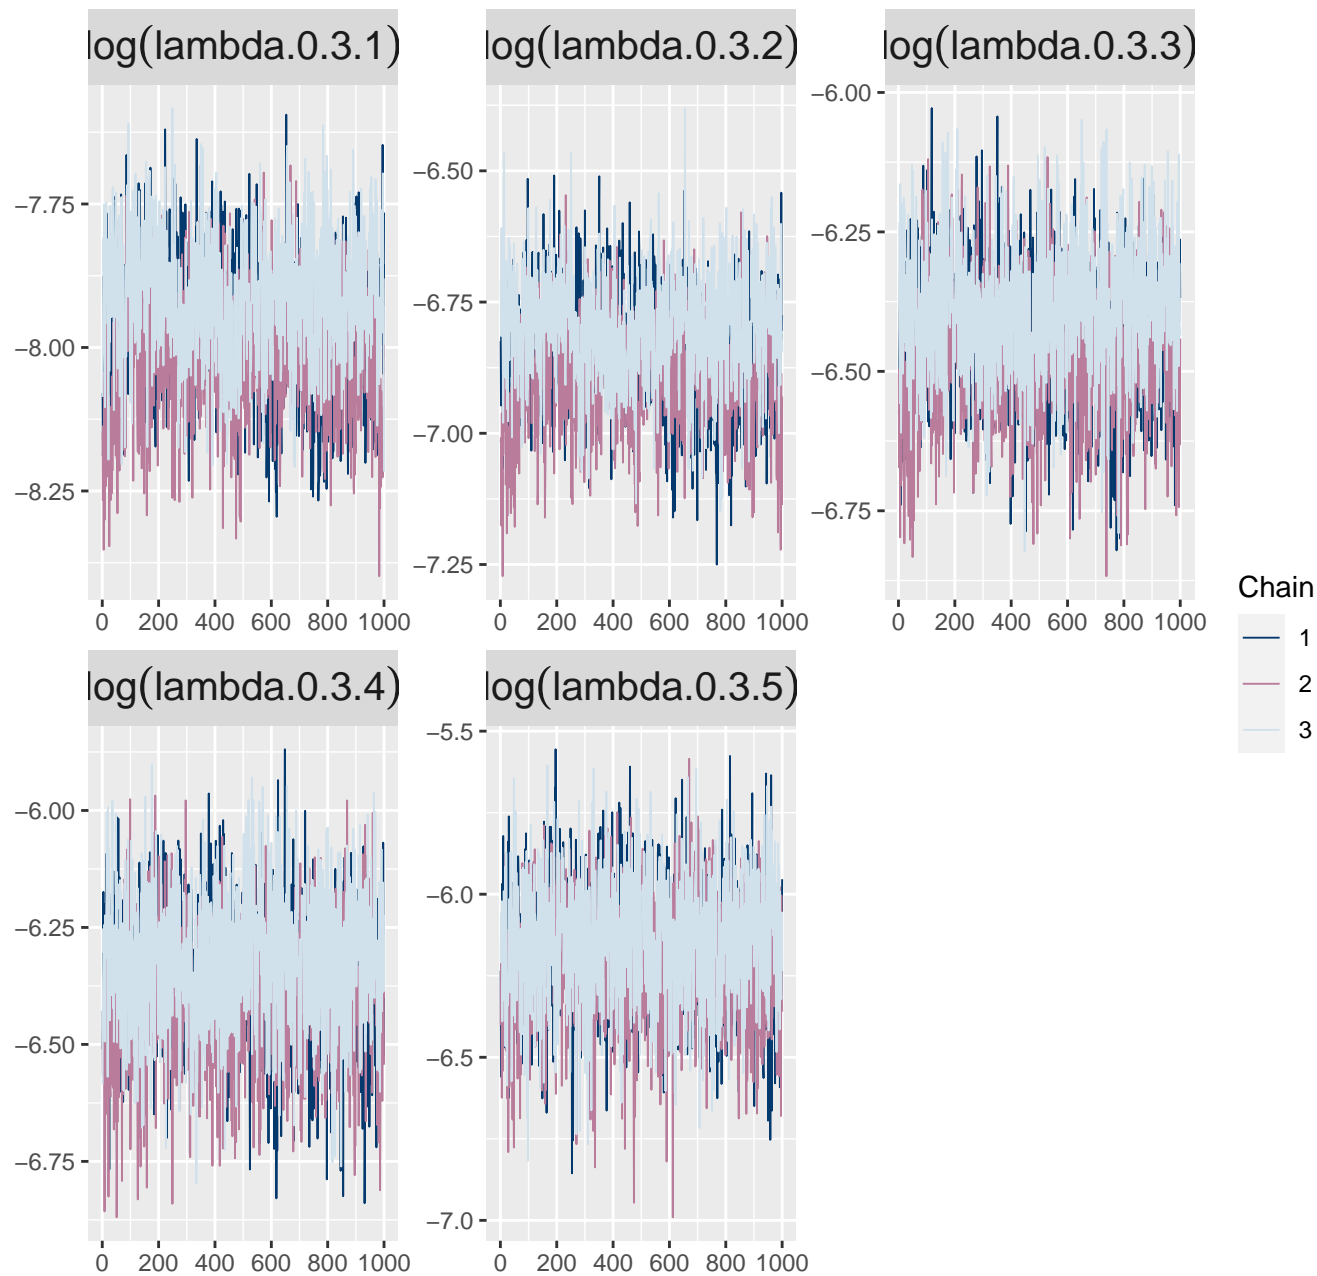 log(lambda.0.3.1)
log(lambda.0.3.2)
log(lambda.0.3.3)
−7.75
−8.00
−8.25
0 200 400 600 800 1000
−6.50
−6.75
−7.00
−7.25
0 200 400 600 800 1000
−6.00
−6.25
−6.50
−6.75
0 200 400 600 800 1000
Chain
1
2
3
log(lambda.0.3.4)
log(lambda.0.3.5)
−6.00
−6.25
−6.50
−6.75
0 200 400 600 800 1000
−5.5
−6.0
−6.5
−7.0
0 200 400 600 800 1000